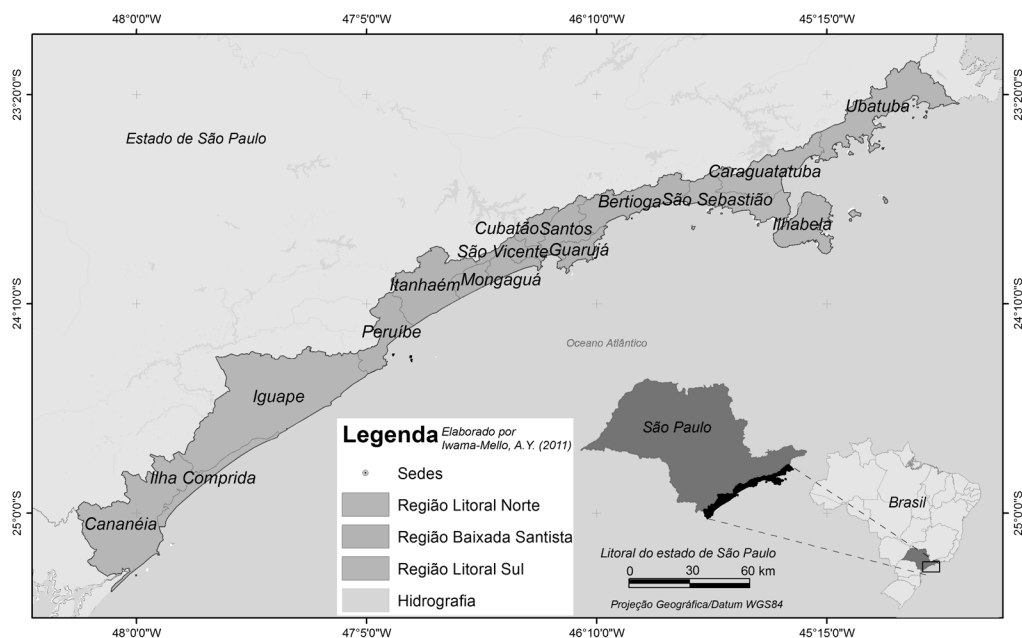 48°0'0"W
47°5'0"W
46°10'0"W
45°15'0"W
23°20'0"S
23°20'0"S
Ubatuba
Estado de São Paulo
Caraguatatuba
Bertioga
São Sebastião
Ilhabela
Cubatão
Santos
São Vicente
Guarujá
Itanhaém
Mongaguá
24°10'0"S
24°10'0"S
Peruíbe
Oceano Atlântico
Iguape
São Paulo
Legenda
Elaborado por
Iwama-Mello, A.Y. (2011)
Sedes
Região Litoral Norte
Região Baixada Santista
Região Litoral Sul
Hidrografia
Ilha Comprida
Cananéia
Brasil
25°0'0"S
25°0'0"S
Litoral do estado de São Paulo
0 30 60 km
Projeção Geográfica/Datum WGS84
48°0'0"W
47°5'0"W
46°10'0"W
45°15'0"W